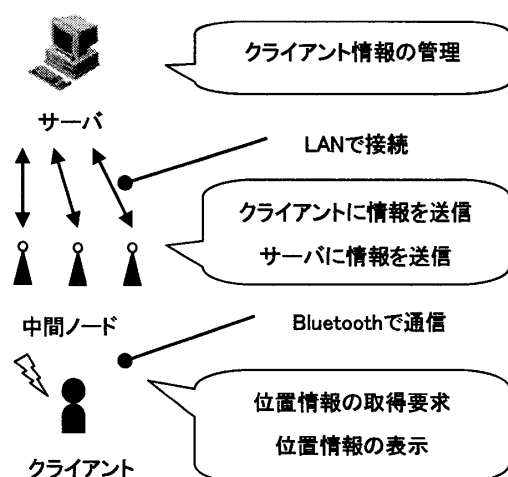 クライアント情報の管理
サーバ
LANで接続
クライアントに情報を送信
サーバに情報を送信
中間ノード
Bluetoothで通信
位置情報の取得要求
位置情報の表示
クライアント